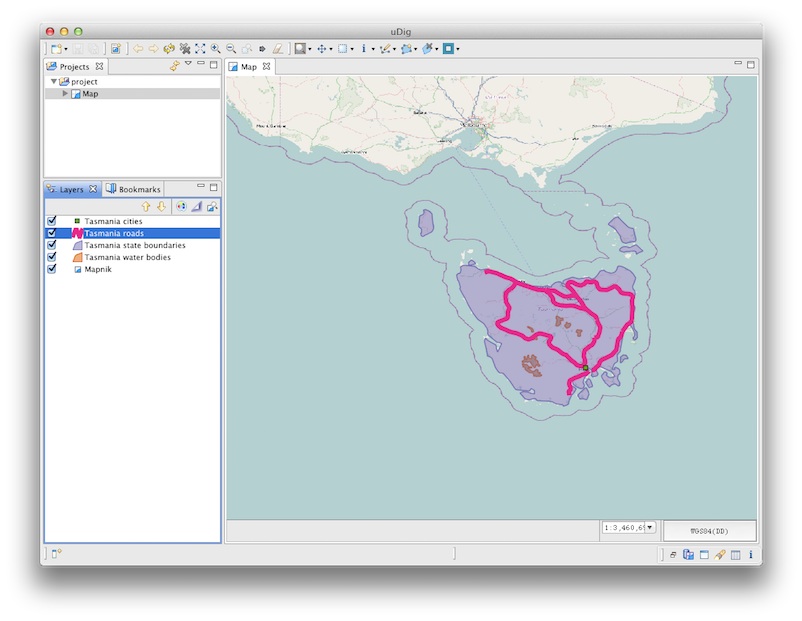 uDig
Projects
project
Map
Layers
Bookmarks
Tasmania cities
Tasmania roads
Tasmania state boundaries
Tasmania water bodies
Mapnik
Map
1:3,460,6
WGS84(DD)